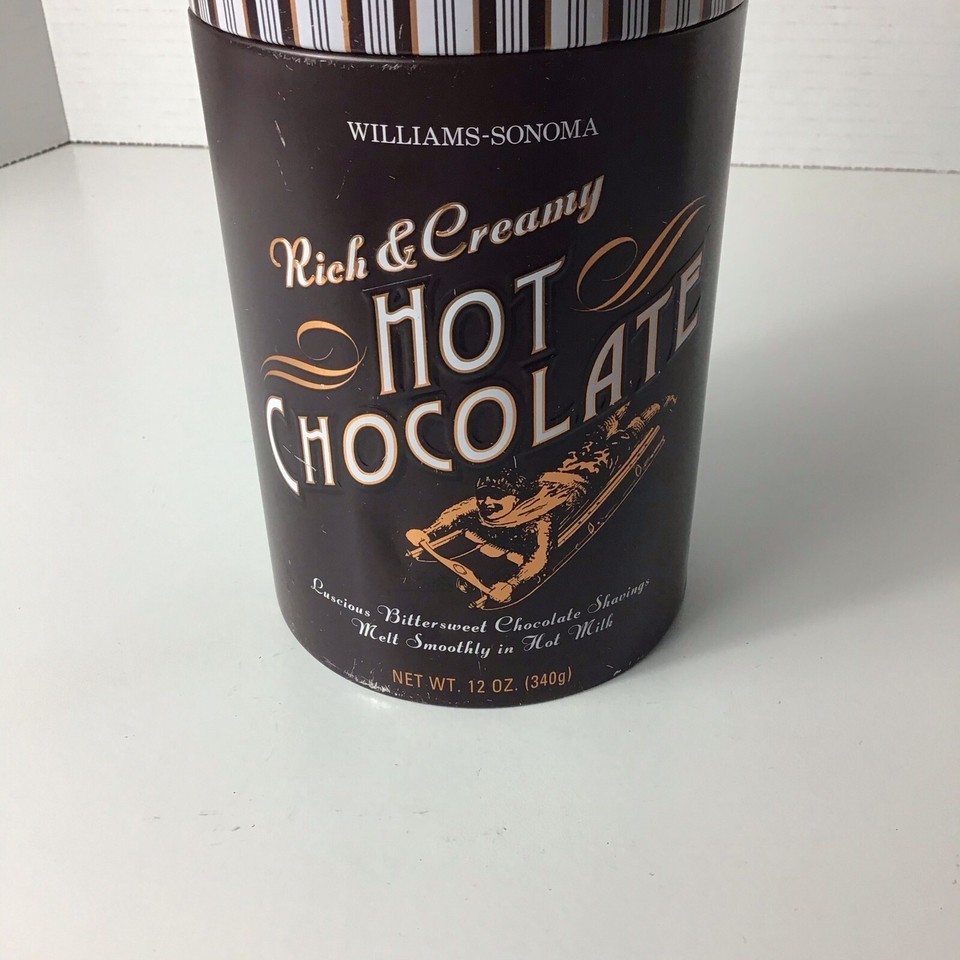 WILLIAMS-SONOMA
Rich & Creamy
HOT
CHOCOLATE
Luscious Bittersweet Chocolate Shavings
Melt Smoothly in Hot Milk
NET WT. 12 OZ. (340g)